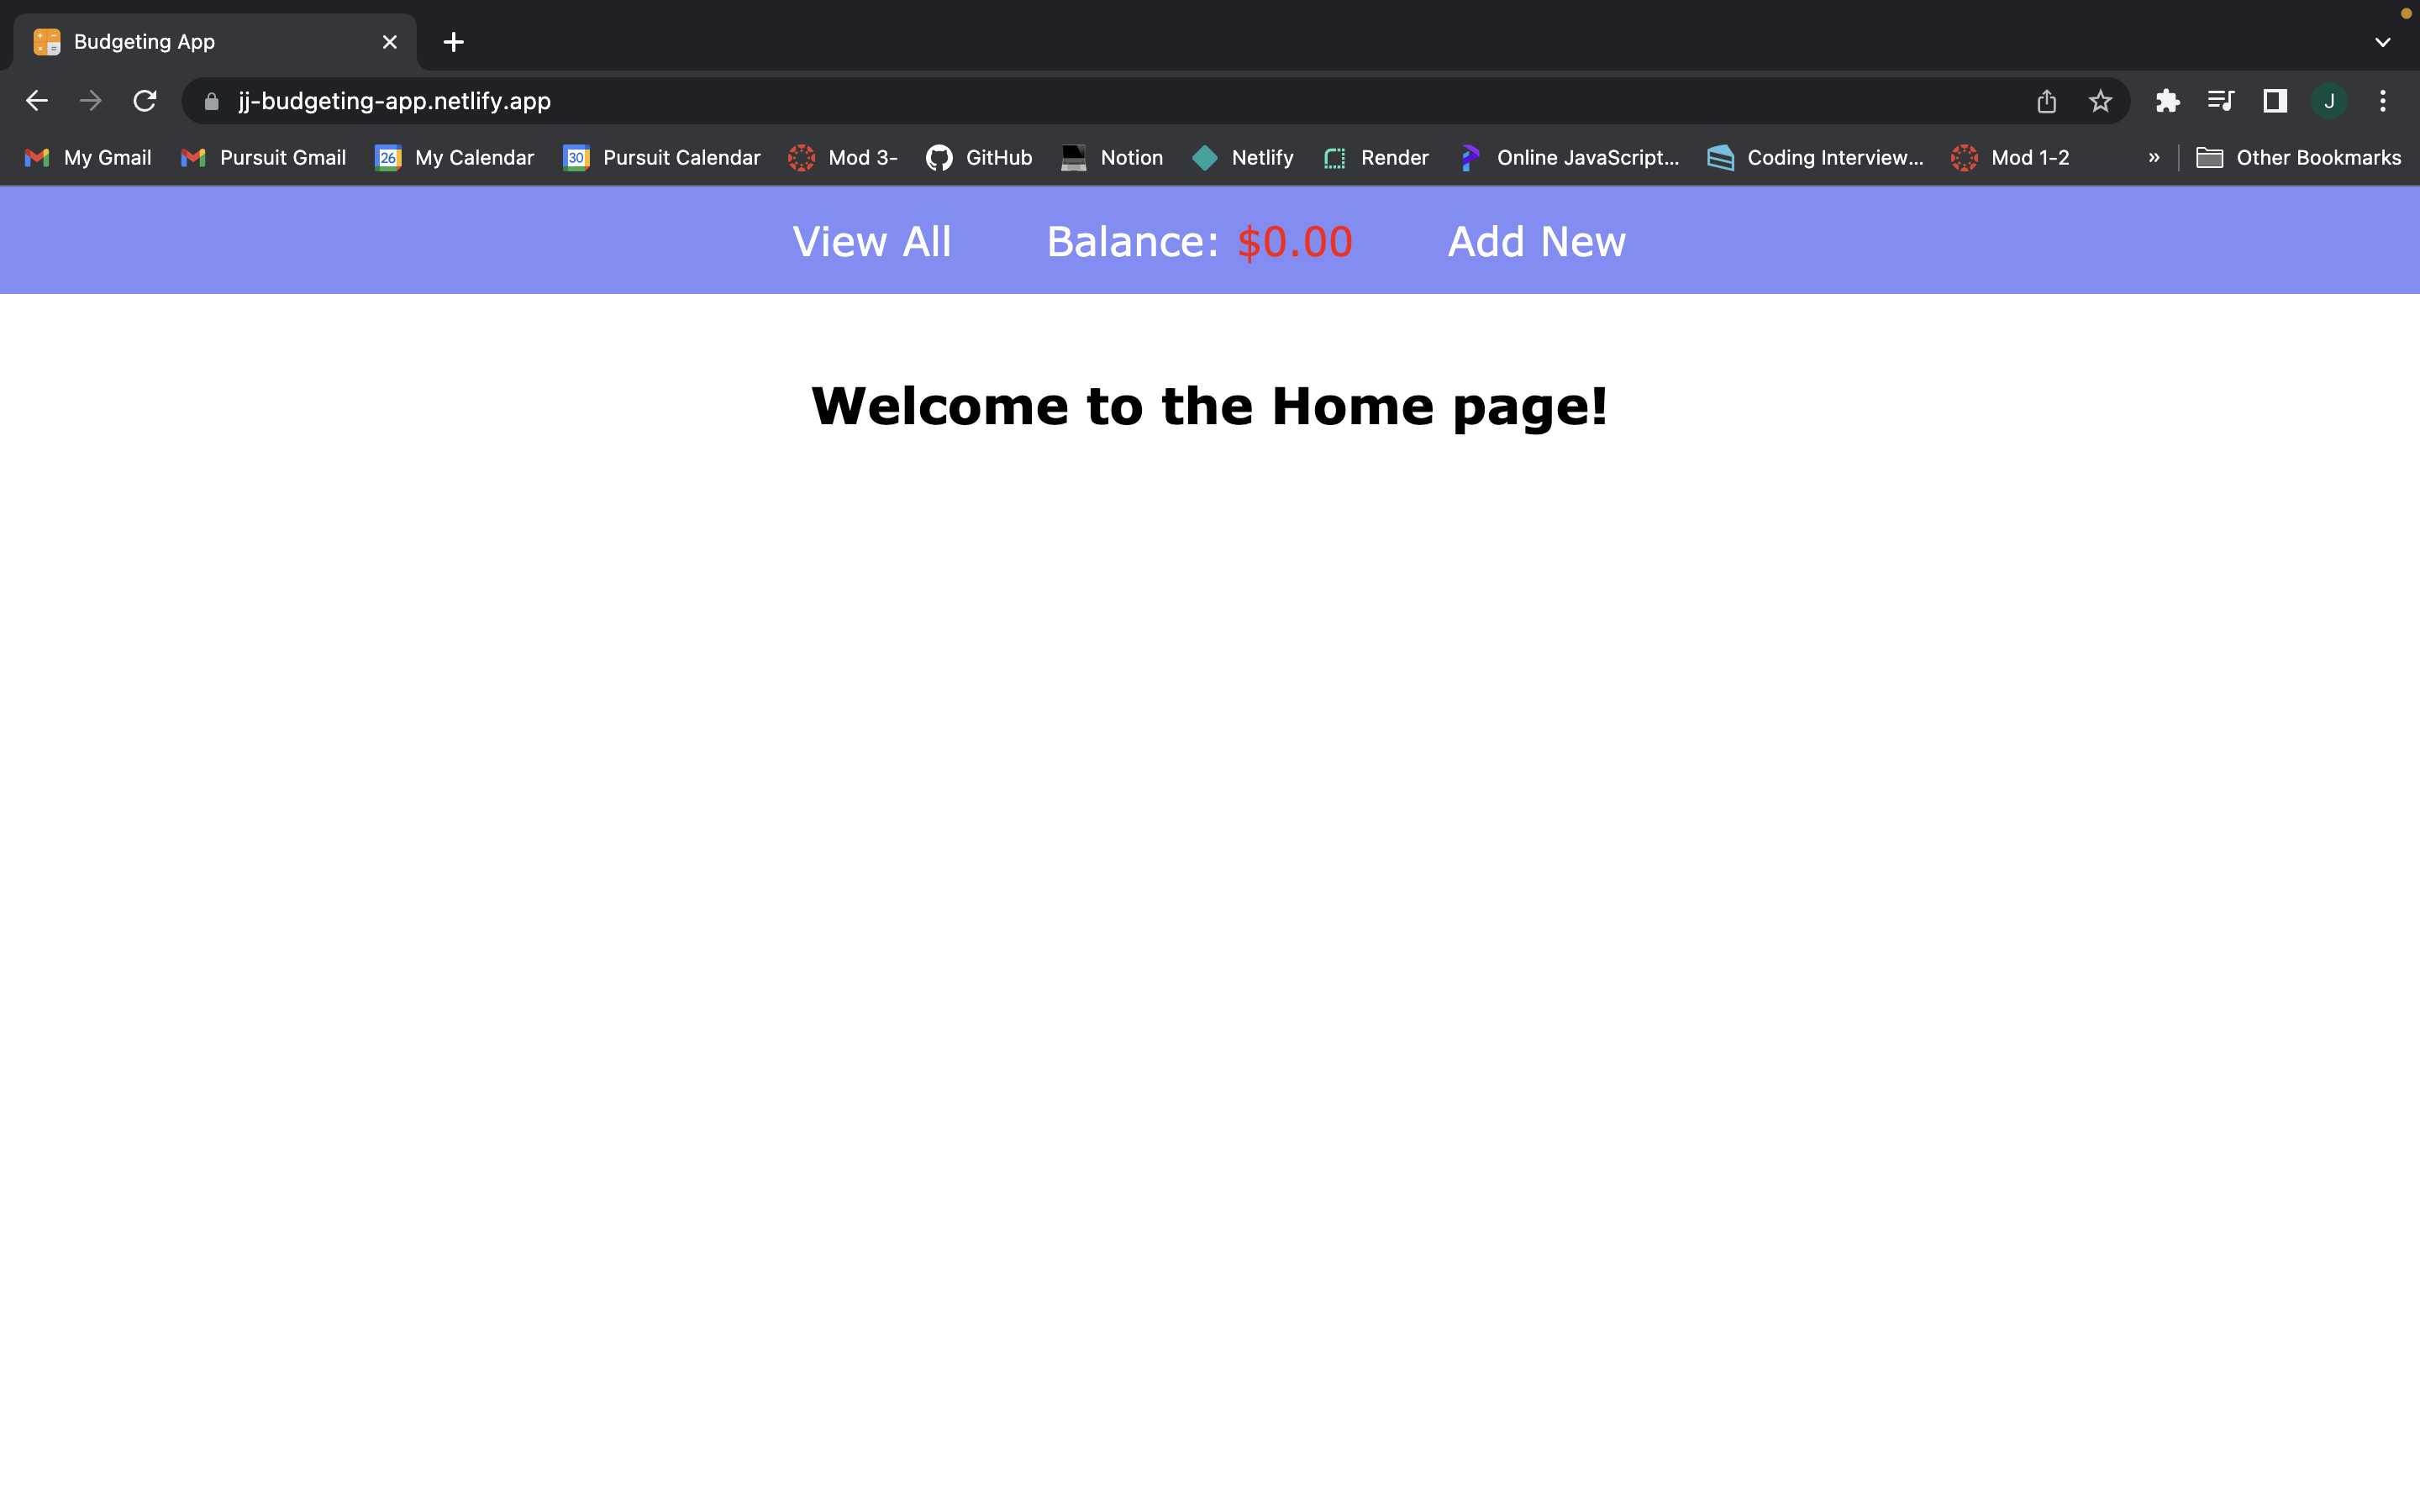 Budgeting App
jj-budgeting-app.netlify.app
J
My Gmail Pursuit Gmail 26 My Calendar 30 Pursuit Calendar Mod 3- GitHub Notion Netlify Render Online JavaScript... Coding Interview... Mod 1-2 » Other Bookmarks
View All Balance: $0.00 Add New
Welcome to the Home page!